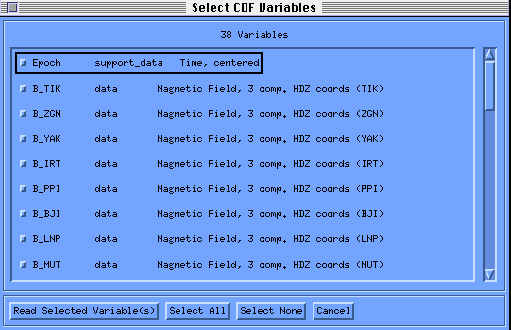 Select CDF Variables
38 Variables
Epoch support_data Time, centered
B_TIK data Magnetic Field, 3 comp. HDZ coords (TIK)
B_ZGN data Magnetic Field, 3 comp. HDZ coords (ZGN)
B_YAK data Magnetic Field, 3 comp. HDZ coords (YAK)
B_IRT data Magnetic Field, 3 comp. HDZ coords (IRT)
B_PPI data Magnetic Field, 3 comp. HDZ coords (PPI)
B_BJI data Magnetic Field, 3 comp. HDZ coords (BJI)
B_LNP data Magnetic Field, 3 comp. HDZ coords (LNP)
B_MUT data Magnetic Field, 3 comp. HDZ coords (MUT)
Read Selected Variable(s) Select All Select None Cancel